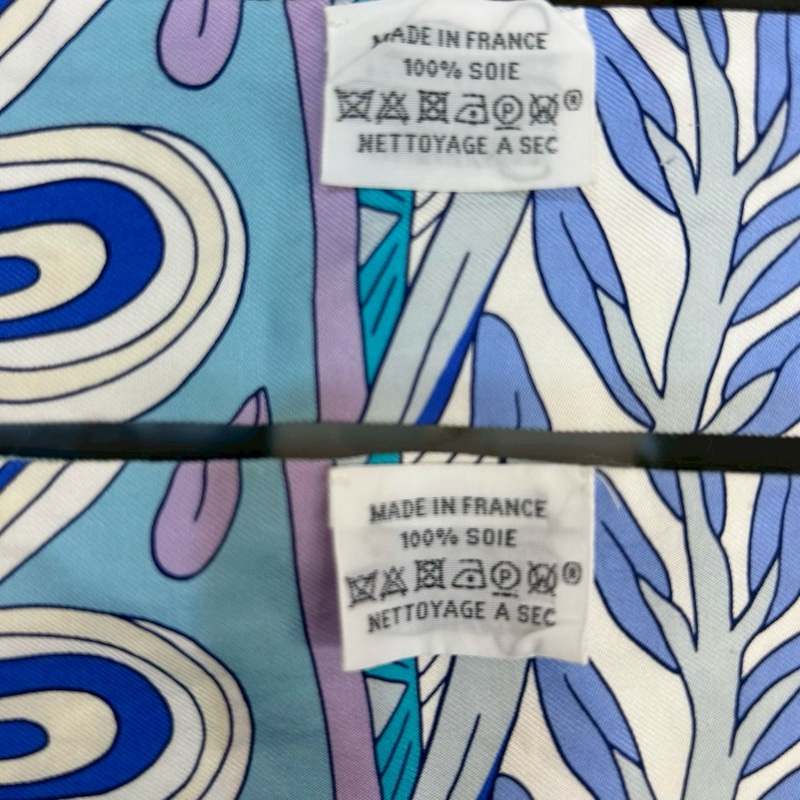 MADE IN FRANCE
100% SOIE
P W ®
NETTOYAGE A SEC
MADE IN FRANCE
100% SOIE
P W ®
NETTOYAGE A SEC